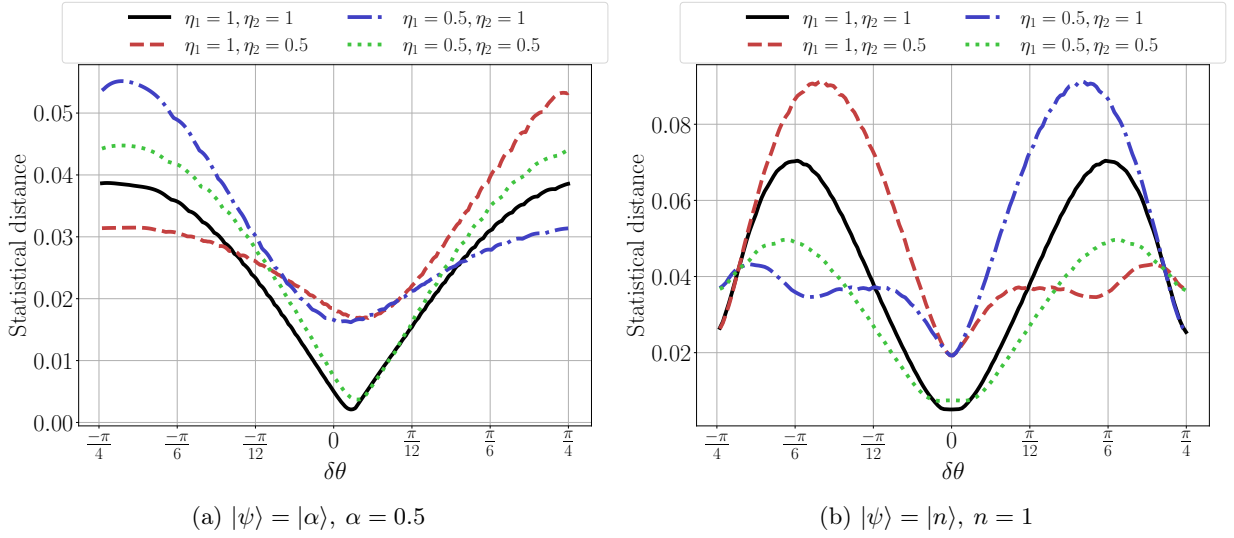 η₁ = 1, η₂ = 1
η₁ = 0.5, η₂ = 1
η₁ = 1, η₂ = 0.5
η₁ = 0.5, η₂ = 0.5
Statistical distance
0.05
0.04
0.03
0.02
0.01
0.00
−π/4
−π/6
−π/12
0
π/12
π/6
π/4
δθ
(a) |ψ⟩ = |α⟩, α = 0.5
η₁ = 1, η₂ = 1
η₁ = 0.5, η₂ = 1
η₁ = 1, η₂ = 0.5
η₁ = 0.5, η₂ = 0.5
Statistical distance
0.08
0.06
0.04
0.02
−π/4
−π/6
−π/12
0
π/12
π/6
π/4
δθ
(b) |ψ⟩ = |n⟩, n = 1